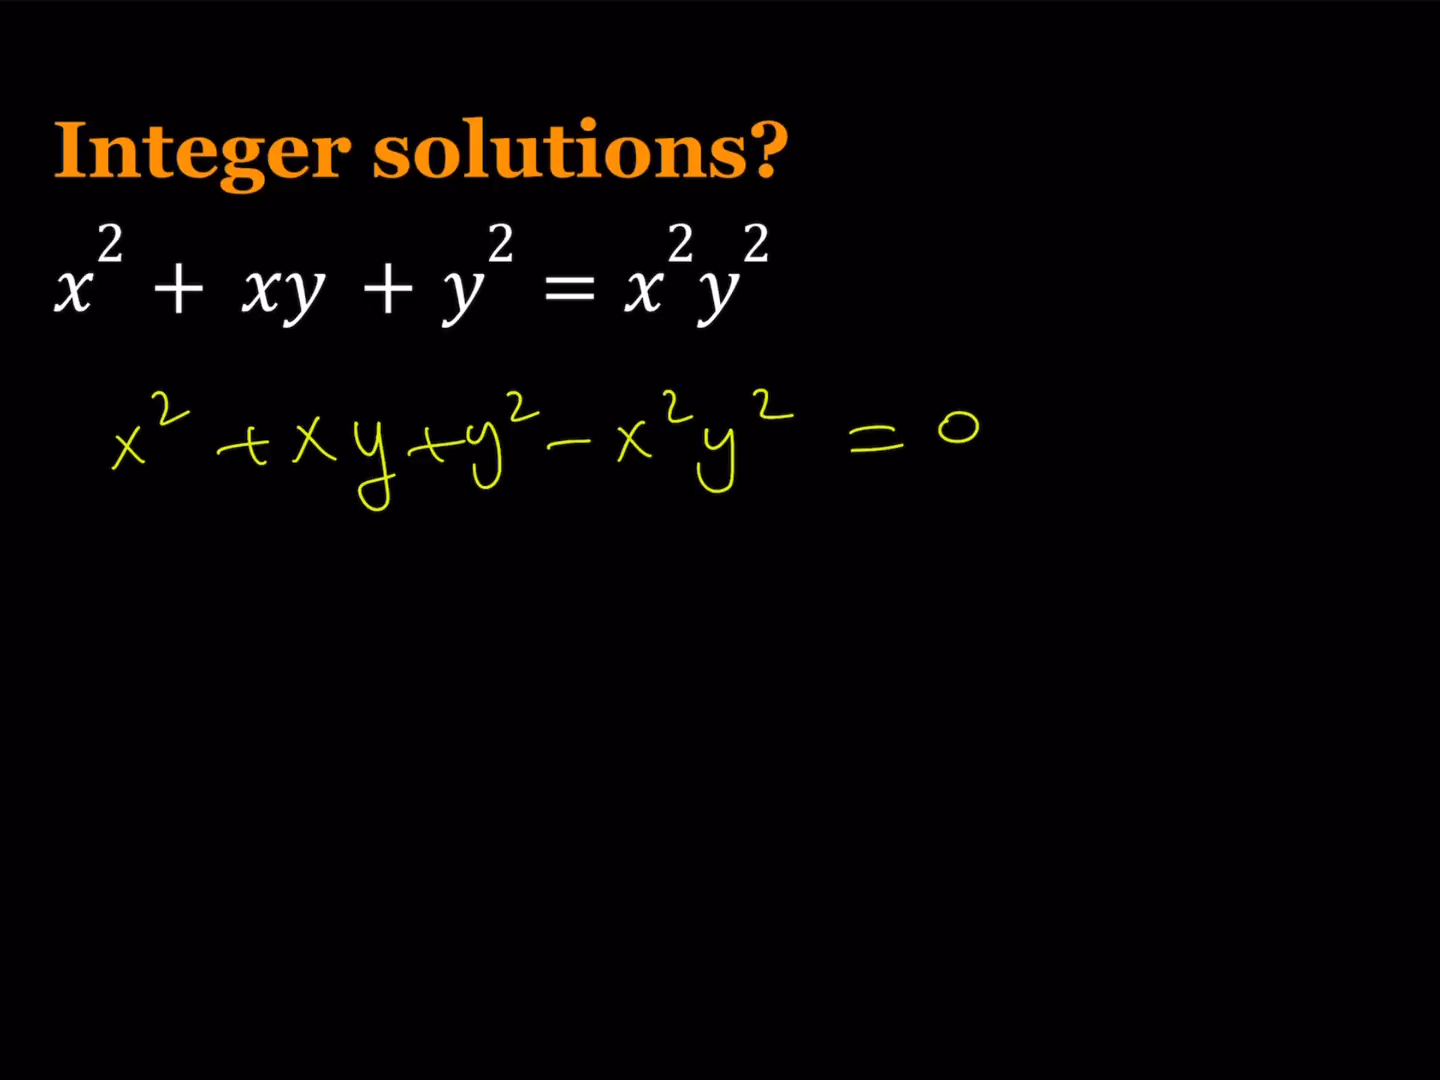 Integer solutions?
x² + xy + y² = x²y²
x² + xy + y² − x²y² = 0